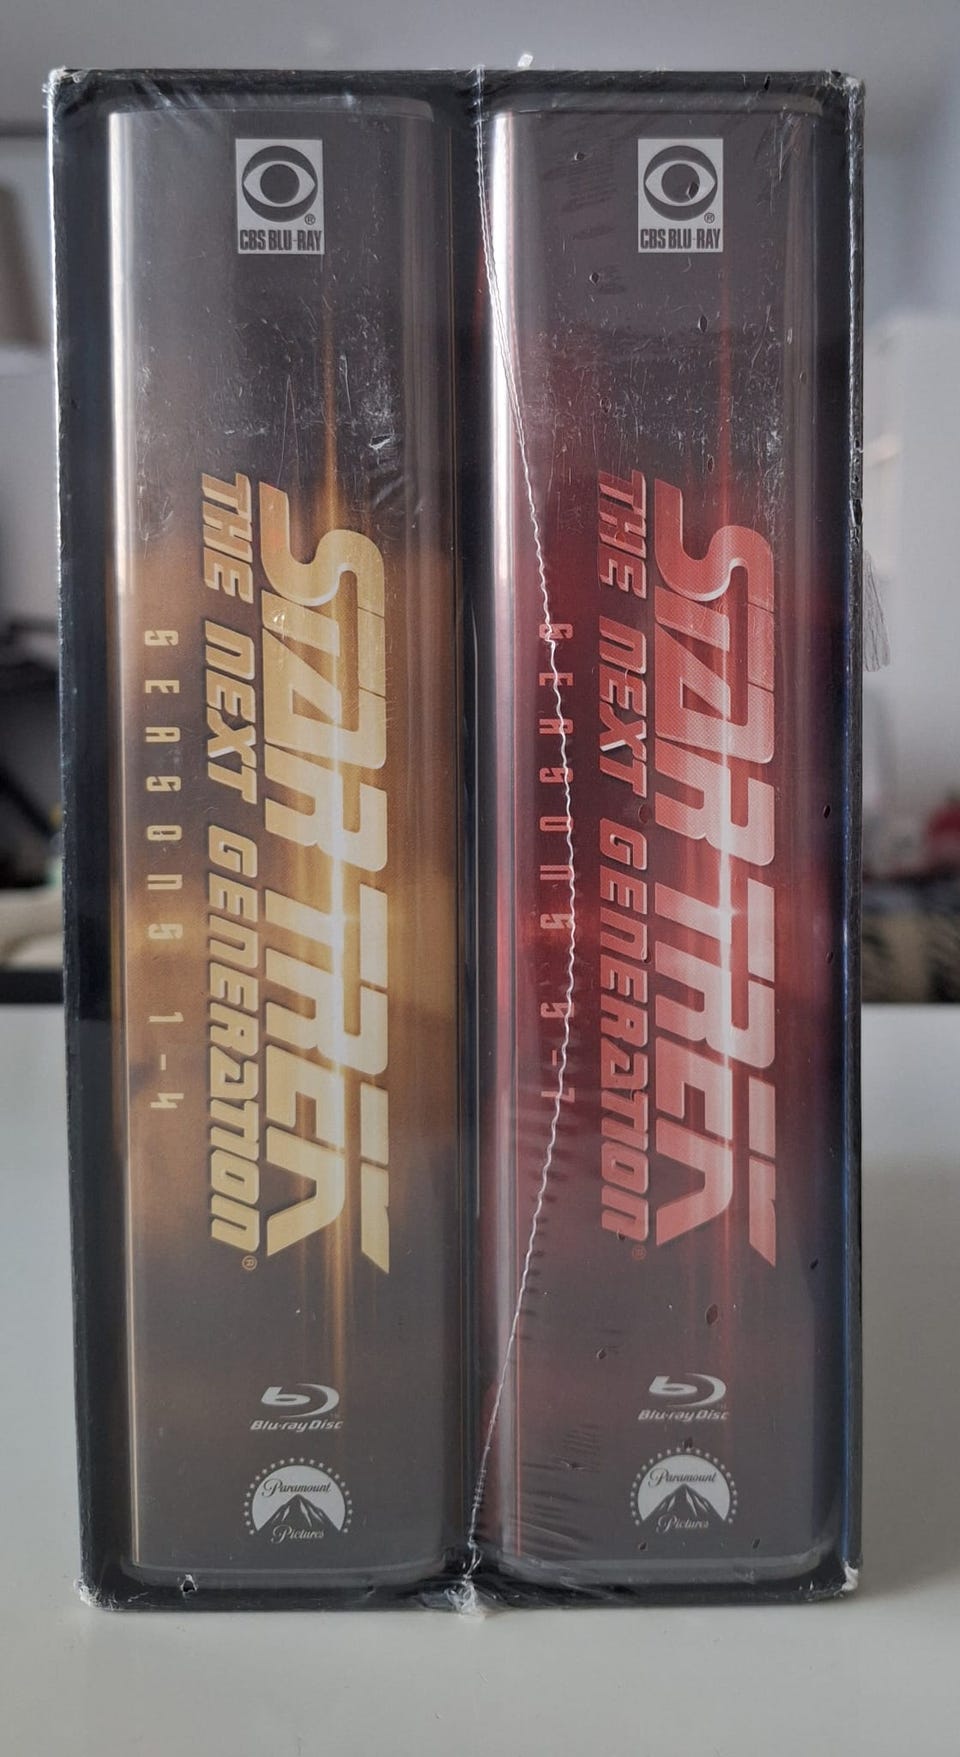 CBS BLU-RAY
STAR TREK
THE NEXT GENERATION®
SEASONS 1-4
Blu-ray Disc
Paramount
Pictures
CBS BLU-RAY
STAR TREK
THE NEXT GENERATION®
SEASONS 5-7
Blu-ray Disc
Paramount
Pictures